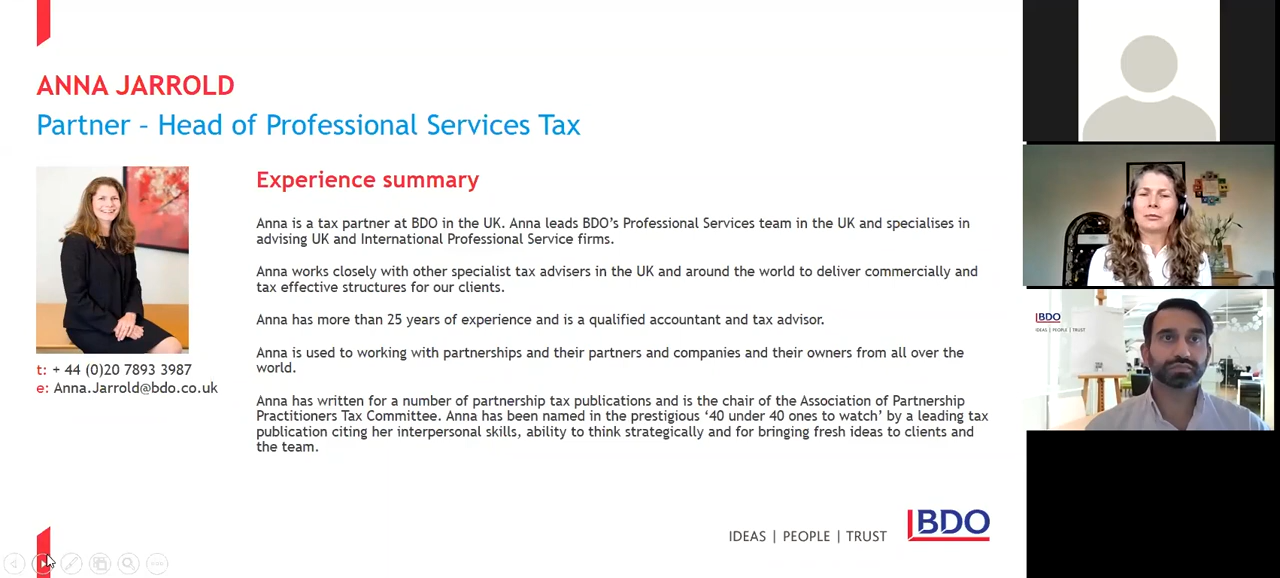 ANNA JARROLD
Partner – Head of Professional Services Tax
Experience summary
Anna is a tax partner at BDO in the UK. Anna leads BDO’s Professional Services team in the UK and specialises in
advising UK and International Professional Service firms.
Anna works closely with other specialist tax advisers in the UK and around the world to deliver commercially and
tax effective structures for our clients.
Anna has more than 25 years of experience and is a qualified accountant and tax advisor.
Anna is used to working with partnerships and their partners and companies and their owners from all over the
world.
Anna has written for a number of partnership tax publications and is the chair of the Association of Partnership
Practitioners Tax Committee. Anna has been named in the prestigious ‘40 under 40 ones to watch’ by a leading tax
publication citing her interpersonal skills, ability to think strategically and for bringing fresh ideas to clients and
the team.
t: + 44 (0)20 7893 3987
e: Anna.Jarrold@bdo.co.uk
IDEAS | PEOPLE | TRUST
BDO
BDO
IDEAS | PEOPLE | TRUST